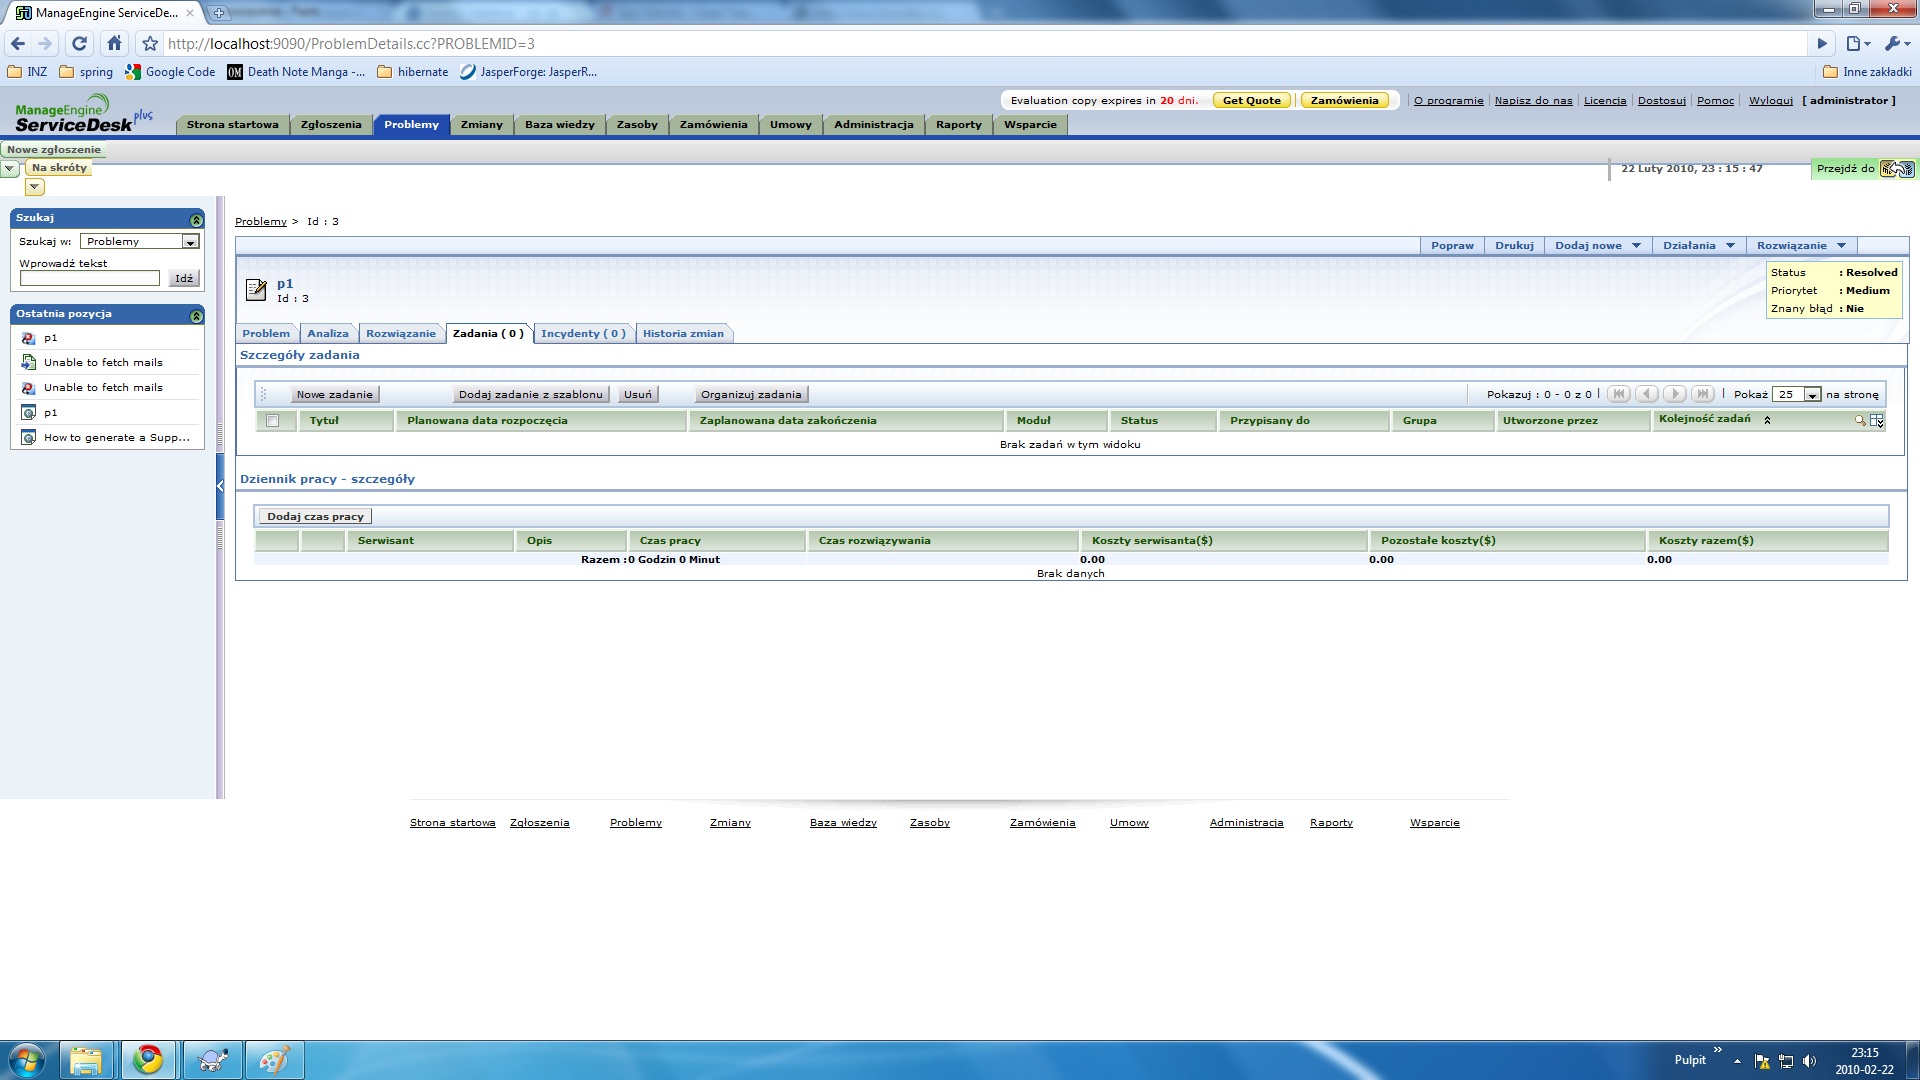 ManageEngine ServiceDe...
http://localhost:9090/ProblemDetails.cc?PROBLEMID=3
INZ spring Google Code Death Note Manga -... hibernate JasperForge: JasperR... Inne zakładki
ManageEngine ServiceDesk plus
Evaluation copy expires in 20 dni. Get Quote Zamówienia O programie Napisz do nas Licencja Dostosuj Pomoc Wyloguj [ administrator ]
Strona startowa Zgłoszenia Problemy Zmiany Baza wiedzy Zasoby Zamówienia Umowy Administracja Raporty Wsparcie
Nowe zgłoszenie
Na skróty
22 Luty 2010, 23 : 15 : 47 Przejdź do
Szukaj
Szukaj w: Problemy
Wprowadź tekst
Idź
Ostatnia pozycja
p1
Unable to fetch mails
Unable to fetch mails
p1
How to generate a Supp...
Problemy > Id : 3
Popraw Drukuj Dodaj nowe Działania Rozwiązanie
p1
Id : 3
Status : Resolved
Priorytet : Medium
Znany błąd : Nie
Problem Analiza Rozwiązanie Zadania ( 0 ) Incydenty ( 0 ) Historia zmian
Szczegóły zadania
Nowe zadanie Dodaj zadanie z szablonu Usuń Organizuj zadania Pokazuj : 0 - 0 z 0 | Pokaż 25 na stronę
Tytuł Planowana data rozpoczęcia Zaplanowana data zakończenia Moduł Status Przypisany do Grupa Utworzone przez Kolejność zadań
Brak zadań w tym widoku
Dziennik pracy - szczegóły
Dodaj czas pracy
Serwisant Opis Czas pracy Czas rozwiązywania Koszty serwisanta($) Pozostałe koszty($) Koszty razem($)
Razem :0 Godzin 0 Minut 0.00 0.00 0.00
Brak danych
Strona startowa Zgłoszenia Problemy Zmiany Baza wiedzy Zasoby Zamówienia Umowy Administracja Raporty Wsparcie
Pulpit 23:15
2010-02-22